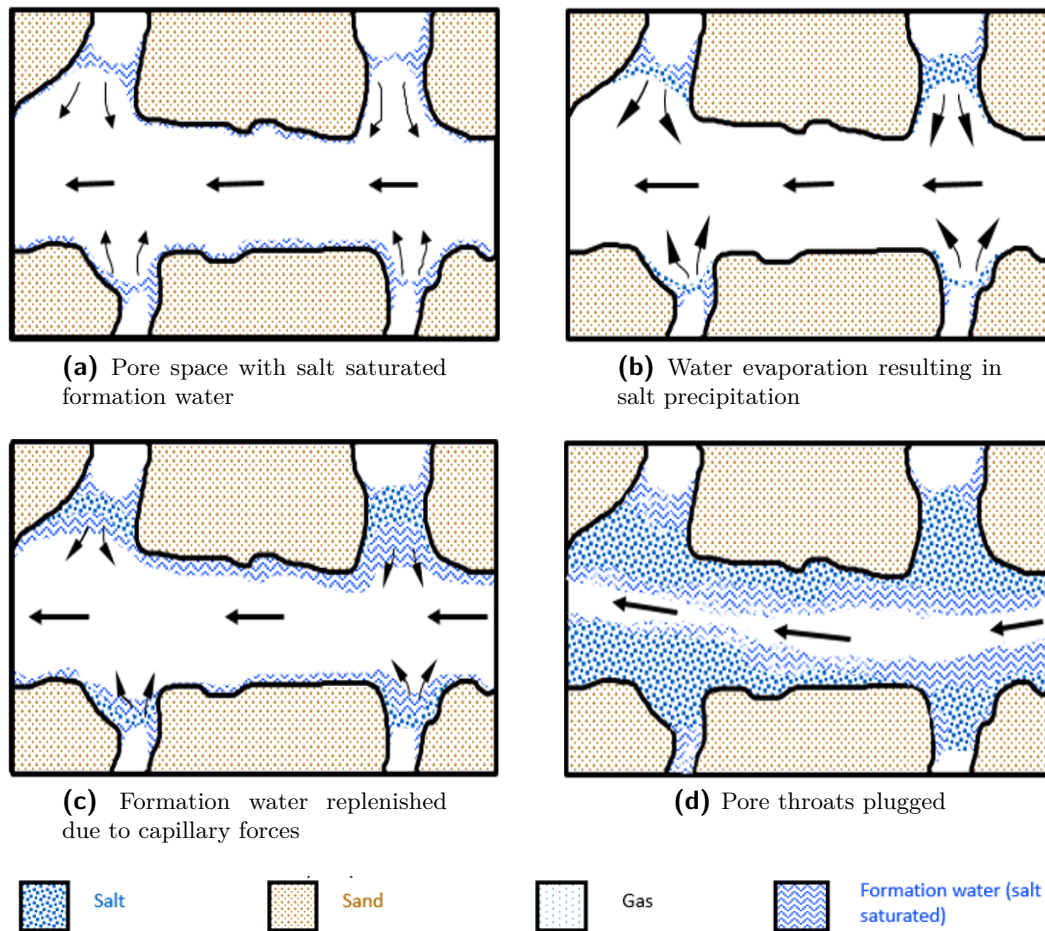 (a) Pore space with salt saturated
formation water
(b) Water evaporation resulting in
salt precipitation
(c) Formation water replenished
due to capillary forces
(d) Pore throats plugged
Salt
Sand
Gas
Formation water (salt
saturated)